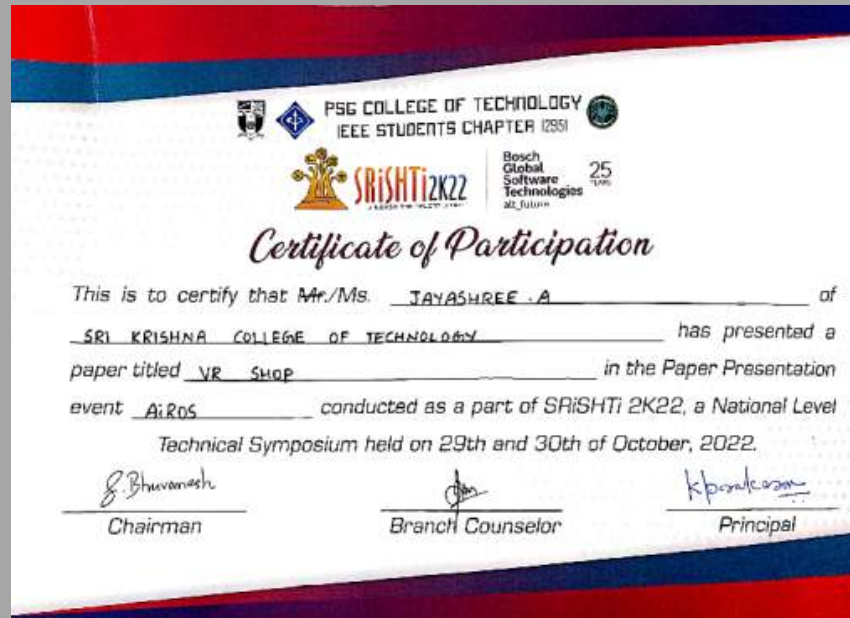 PSG COLLEGE OF TECHNOLOGY
IEEE STUDENTS CHAPTER 12951
SRiSHTi2K22
Bosch
Global
Software
Technologies
alt_future
25
YEARS
Certificate of Participation
This is to certify that Mr./Ms. JAYASHREE . A of
SRI KRISHNA COLLEGE OF TECHNOLOGY has presented a
paper titled VR SHOP in the Paper Presentation
event AiROS conducted as a part of SRiSHTi 2K22, a National Level
Technical Symposium held on 29th and 30th of October, 2022.
Chairman
Branch Counselor
Principal